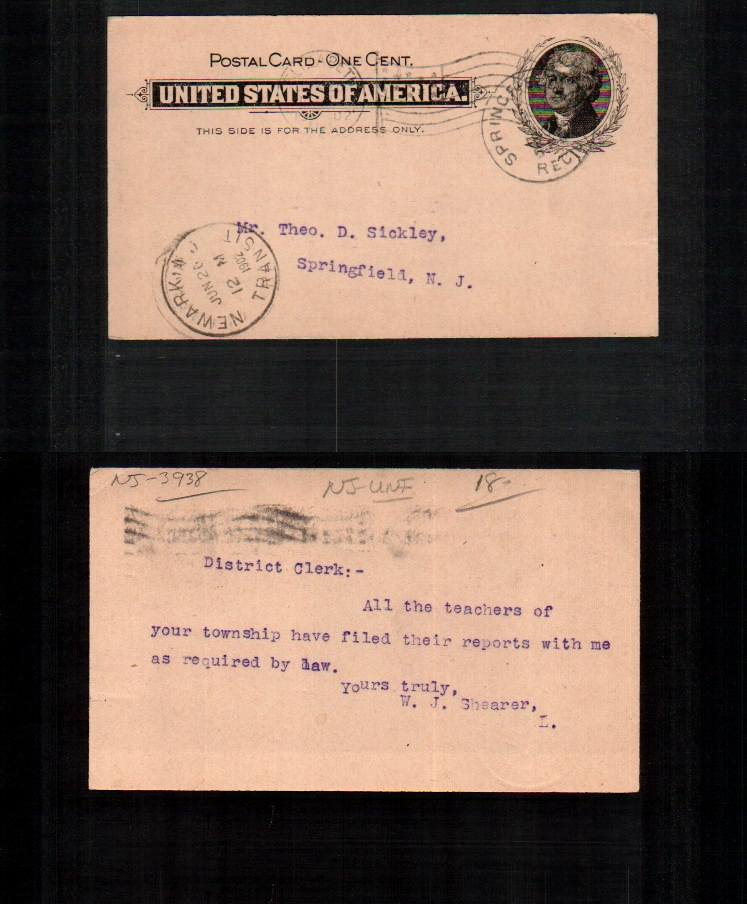 POSTAL CARD - ONE CENT.
UNITED STATES OF AMERICA.
THIS SIDE IS FOR THE ADDRESS ONLY.
REC'D
Mr. Theo. D. Sickley,
Springfield, N. J.
NEWARK, N.J.
JUN 26
12 M
1902
TRANSIT
NJ-3938
NJ-UNF
18-
District Clerk:-
All the teachers of
your township have filed their reports with me
as required by law.
Yours truly,
W. J. Shearer,
L.